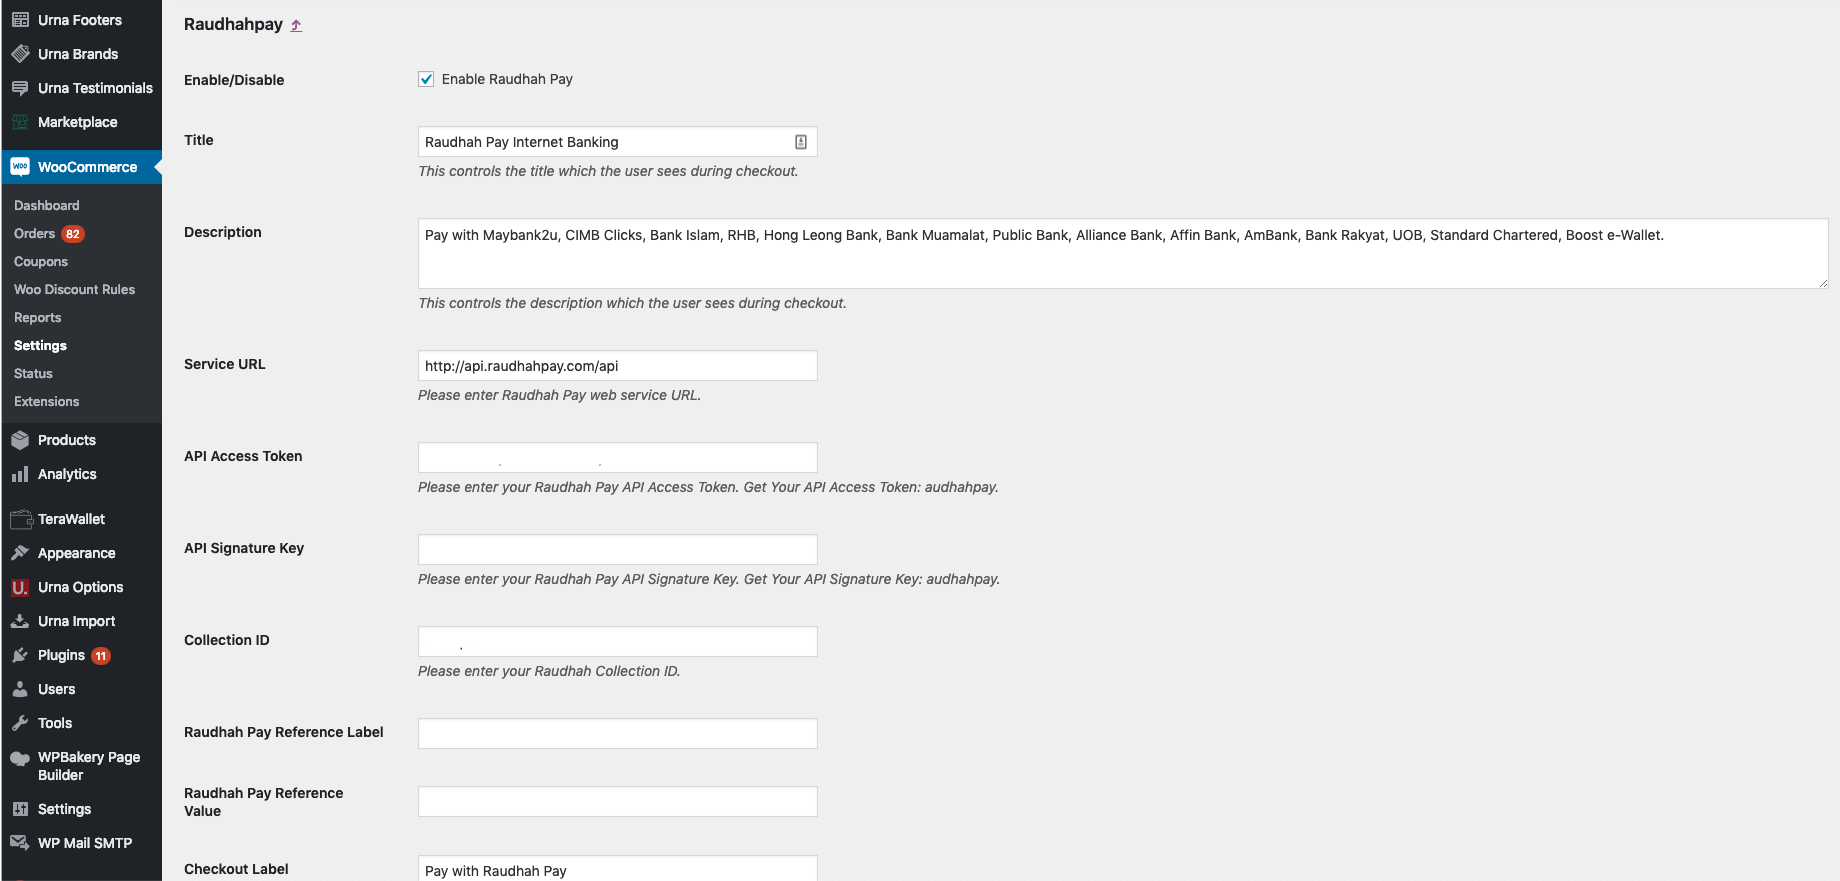 Urna Footers
Urna Brands
Urna Testimonials
Marketplace
WOO WooCommerce
Dashboard
Orders 82
Coupons
Woo Discount Rules
Reports
Settings
Status
Extensions
Products
Analytics
TeraWallet
Appearance
U. Urna Options
Urna Import
Plugins 11
Users
Tools
WPBakery Page
Builder
Settings
WP Mail SMTP
Raudhahpay ⤴
Enable/Disable
Enable Raudhah Pay
Title
Raudhah Pay Internet Banking
This controls the title which the user sees during checkout.
Description
Pay with Maybank2u, CIMB Clicks, Bank Islam, RHB, Hong Leong Bank, Bank Muamalat, Public Bank, Alliance Bank, Affin Bank, AmBank, Bank Rakyat, UOB, Standard Chartered, Boost e-Wallet.
This controls the description which the user sees during checkout.
Service URL
http://api.raudhahpay.com/api
Please enter Raudhah Pay web service URL.
API Access Token
Please enter your Raudhah Pay API Access Token. Get Your API Access Token: audhahpay.
API Signature Key
Please enter your Raudhah Pay API Signature Key. Get Your API Signature Key: audhahpay.
Collection ID
Please enter your Raudhah Collection ID.
Raudhah Pay Reference Label
Raudhah Pay Reference
Value
Checkout Label
Pay with Raudhah Pay